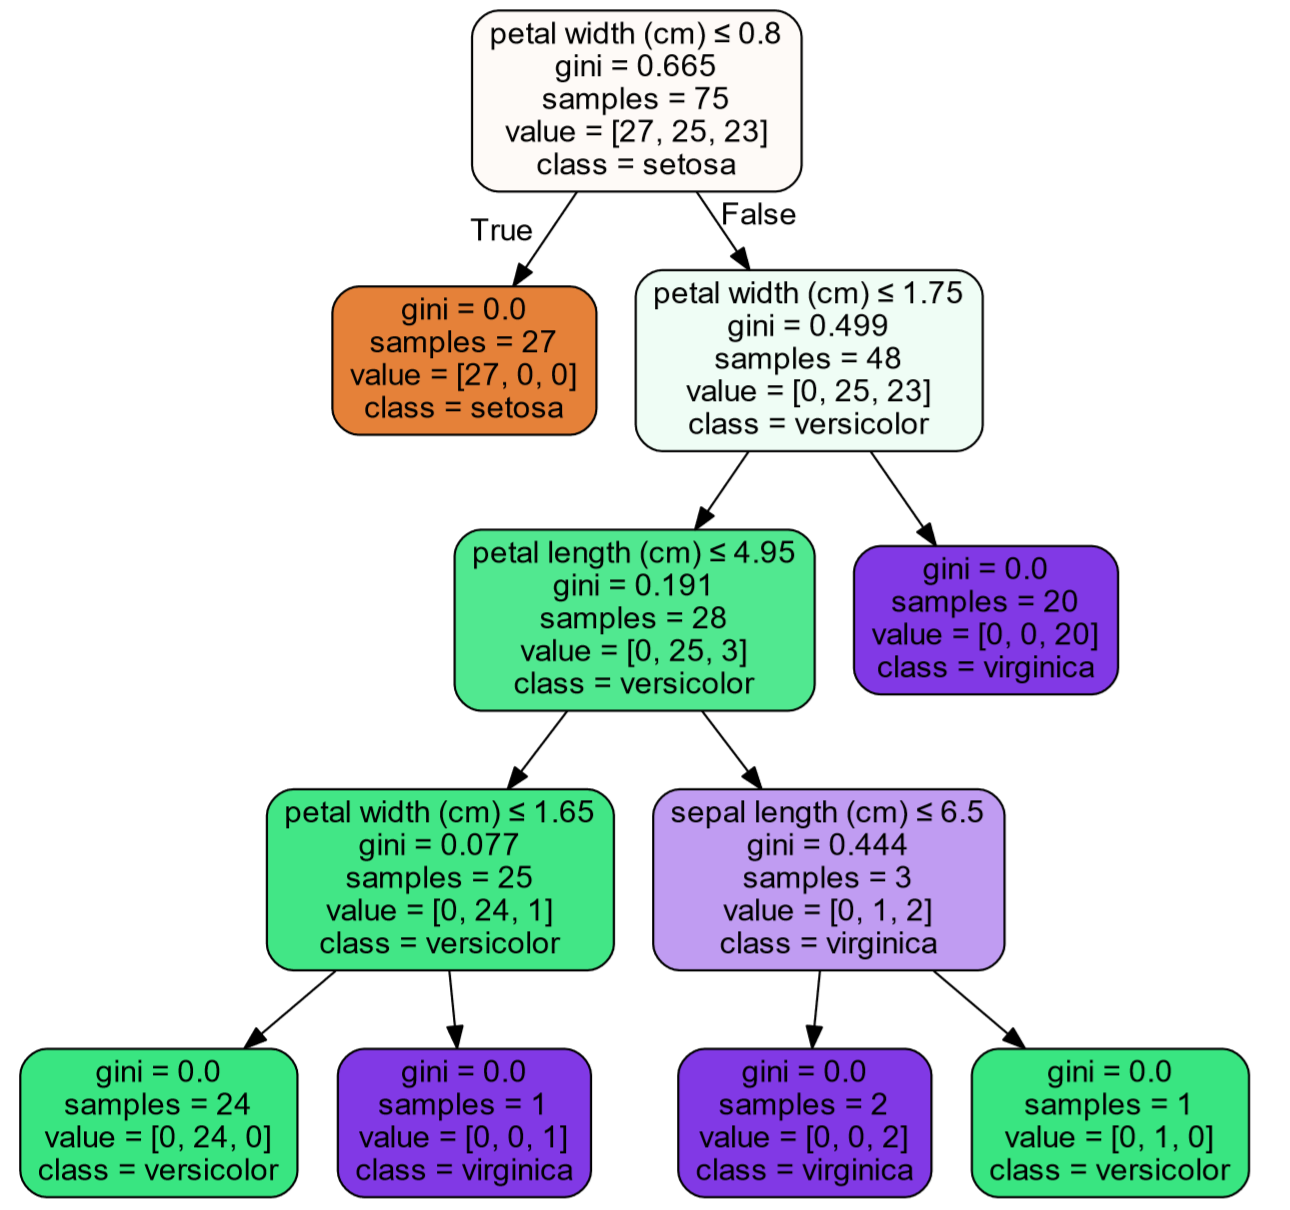 petal width (cm) ≤ 0.8
gini = 0.665
samples = 75
value = [27, 25, 23]
class = setosa
True
False
gini = 0.0
samples = 27
value = [27, 0, 0]
class = setosa
petal width (cm) ≤ 1.75
gini = 0.499
samples = 48
value = [0, 25, 23]
class = versicolor
petal length (cm) ≤ 4.95
gini = 0.191
samples = 28
value = [0, 25, 3]
class = versicolor
gini = 0.0
samples = 20
value = [0, 0, 20]
class = virginica
petal width (cm) ≤ 1.65
gini = 0.077
samples = 25
value = [0, 24, 1]
class = versicolor
sepal length (cm) ≤ 6.5
gini = 0.444
samples = 3
value = [0, 1, 2]
class = virginica
gini = 0.0
samples = 24
value = [0, 24, 0]
class = versicolor
gini = 0.0
samples = 1
value = [0, 0, 1]
class = virginica
gini = 0.0
samples = 2
value = [0, 0, 2]
class = virginica
gini = 0.0
samples = 1
value = [0, 1, 0]
class = versicolor